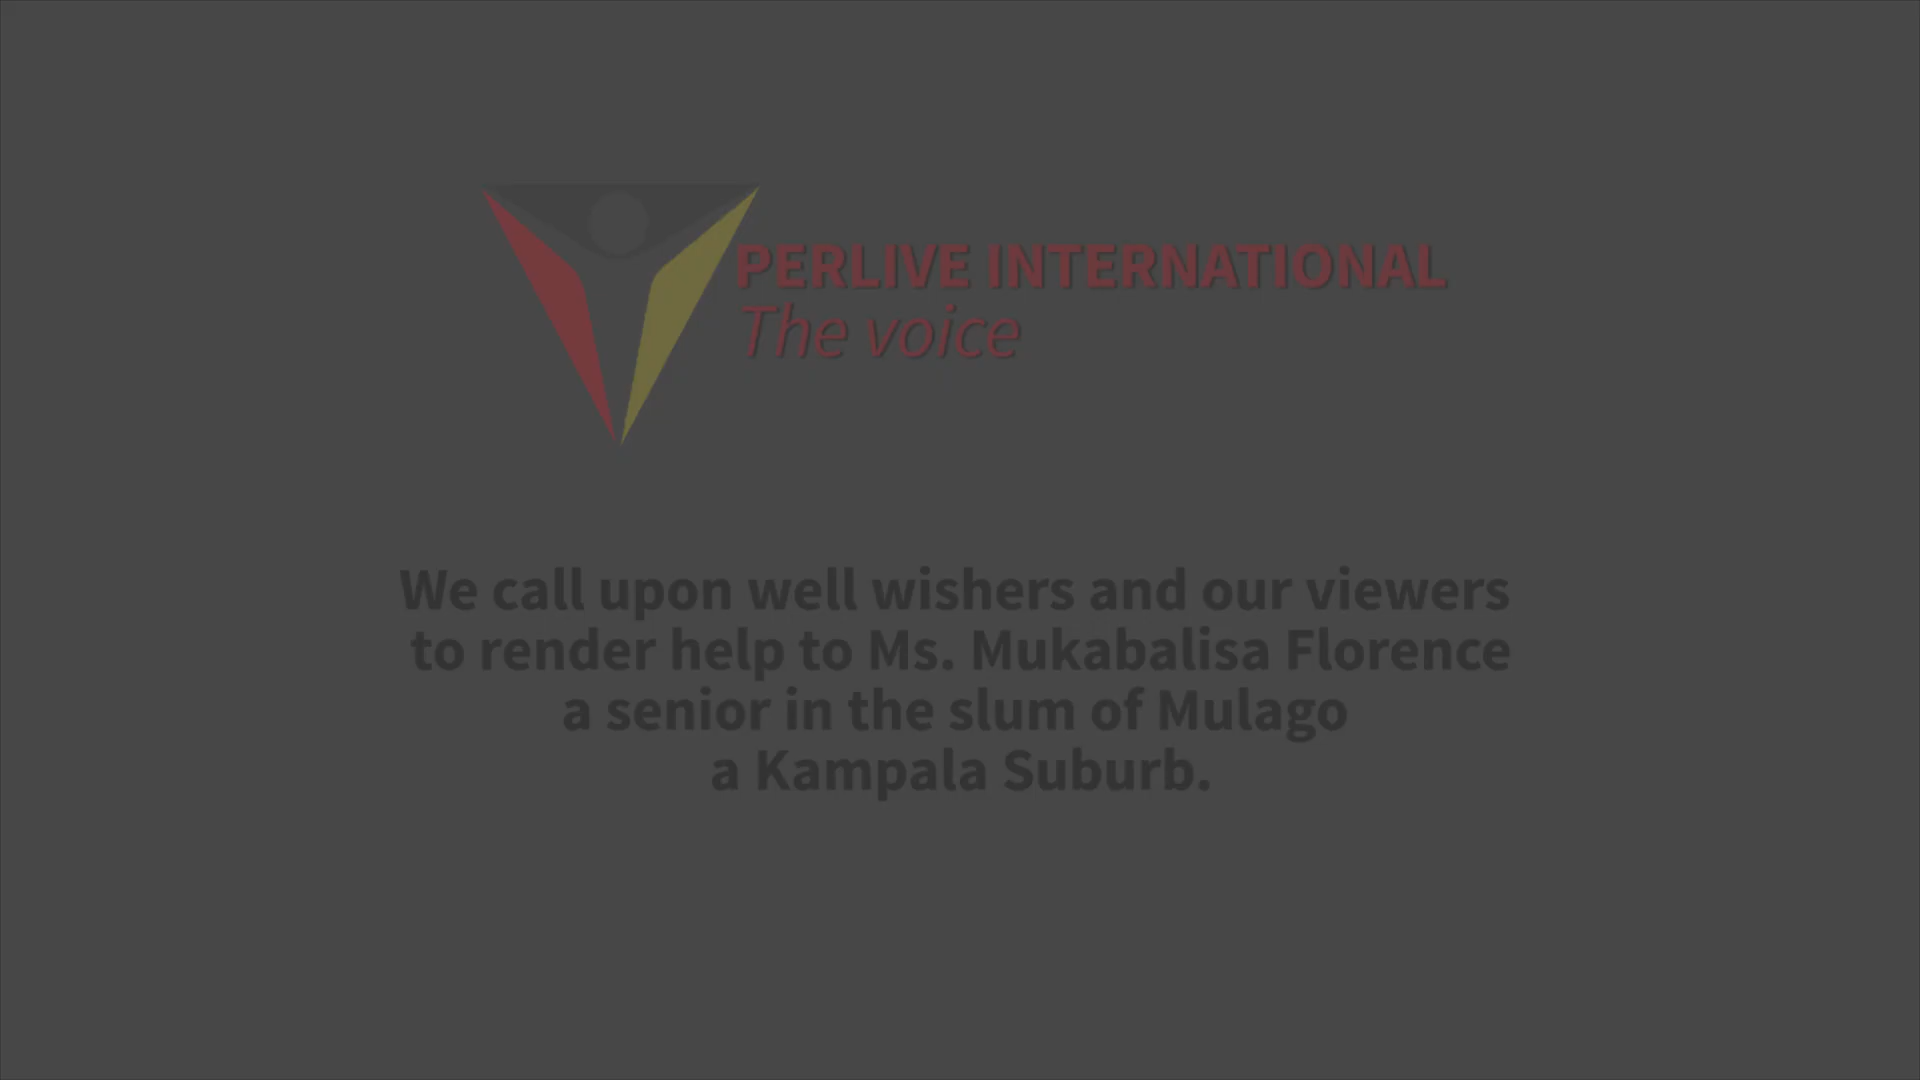 PERLIVE INTERNATIONAL
The voice
We call upon well wishers and our viewers
to render help to Ms. Mukabalisa Florence
a senior in the slum of Mulago
a Kampala Suburb.